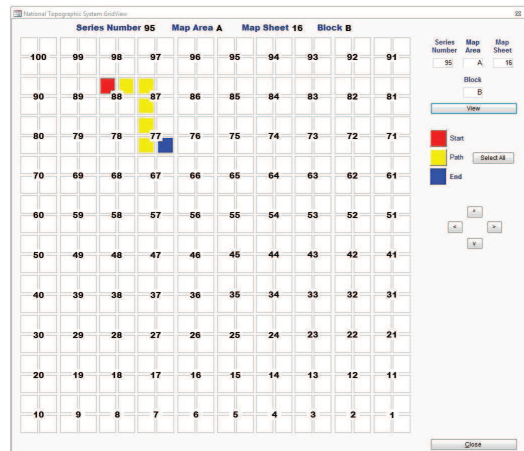 National Topographic System GridView
Series Number 95 Map Area A Map Sheet 16 Block B
100 99 98 97 96 95 94 93 92 91
90 89 88 87 86 85 84 83 82 81
80 79 78 77 76 75 74 73 72 71
70 69 68 67 66 65 64 63 62 61
60 59 58 57 56 55 54 53 52 51
50 49 48 47 46 45 44 43 42 41
40 39 38 37 36 35 34 33 32 31
30 29 28 27 26 25 24 23 22 21
20 19 18 17 16 15 14 13 12 11
10 9 8 7 6 5 4 3 2 1
Series Number Map Area Map Sheet
95 A 16
Block
B
View
Start
Path Select All
End
^
< >
v
Close